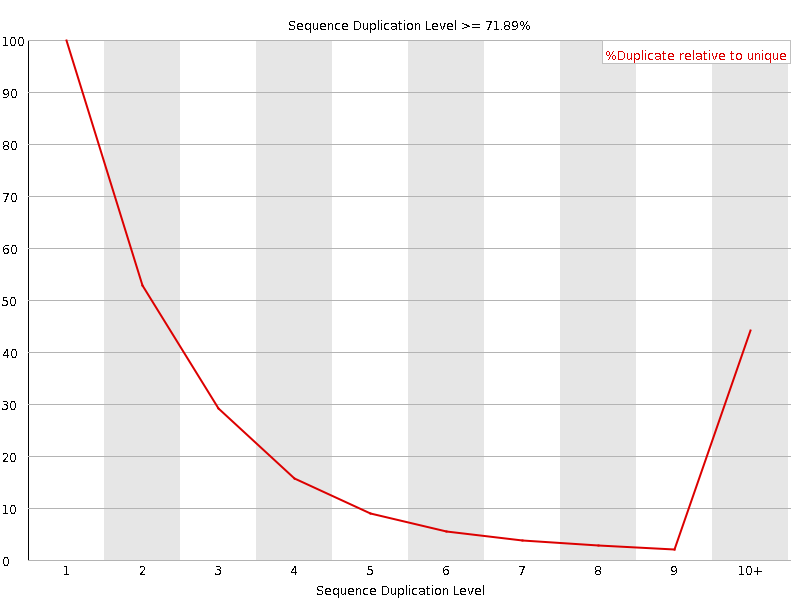 Sequence Duplication Level >= 71.89%
%Duplicate relative to unique
100
90
80
70
60
50
40
30
20
10
0
1 2 3 4 5 6 7 8 9 10+
Sequence Duplication Level